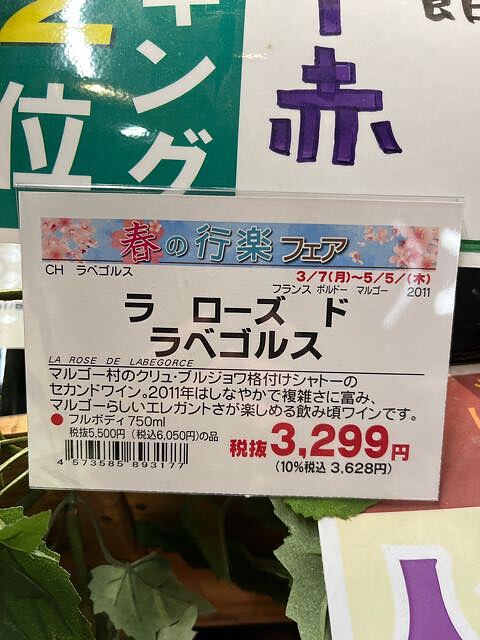 2
位
キング
赤
館
春の行楽フェア
CH ラベゴルス
3/7(月)~5/5/(木)
フランス ボルドー マルゴー 2011
ラ ローズ ド
ラベゴルス
LA ROSE DE LABEGORCE
マルゴー村のクリュ・ブルジョワ格付けシャトーの
セカンドワイン。2011年はしなやかで複雑さに富み、
マルゴーらしいエレガントさが楽しめる飲み頃ワインです。
● フルボディ 750ml
税抜5,500円(税込6,050円)の品
税抜3,299円
(10%税込 3,628円)
4 573585 893177